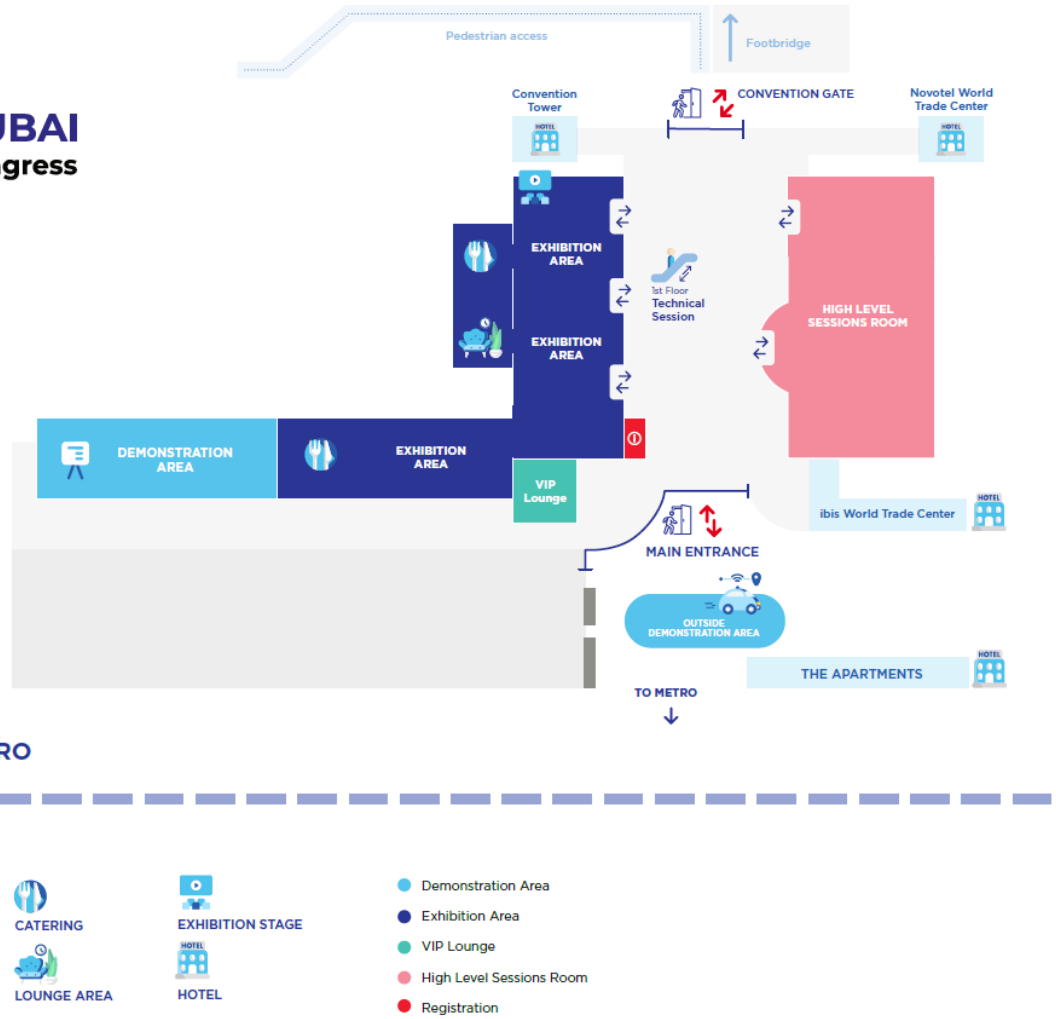 Pedestrian access
Footbridge
Convention
Tower
HOTEL
CONVENTION GATE
Novotel World
Trade Center
HOTEL
UBAI
ngress
EXHIBITION
AREA
1st Floor
Technical
Session
HIGH LEVEL
SESSIONS ROOM
EXHIBITION
AREA
DEMONSTRATION
AREA
EXHIBITION
AREA
VIP
Lounge
ibis World Trade Center
HOTEL
MAIN ENTRANCE
OUTSIDE
DEMONSTRATION AREA
THE APARTMENTS
HOTEL
TO METRO
RO
CATERING
EXHIBITION STAGE
LOUNGE AREA
HOTEL
HOTEL
Demonstration Area
Exhibition Area
VIP Lounge
High Level Sessions Room
Registration